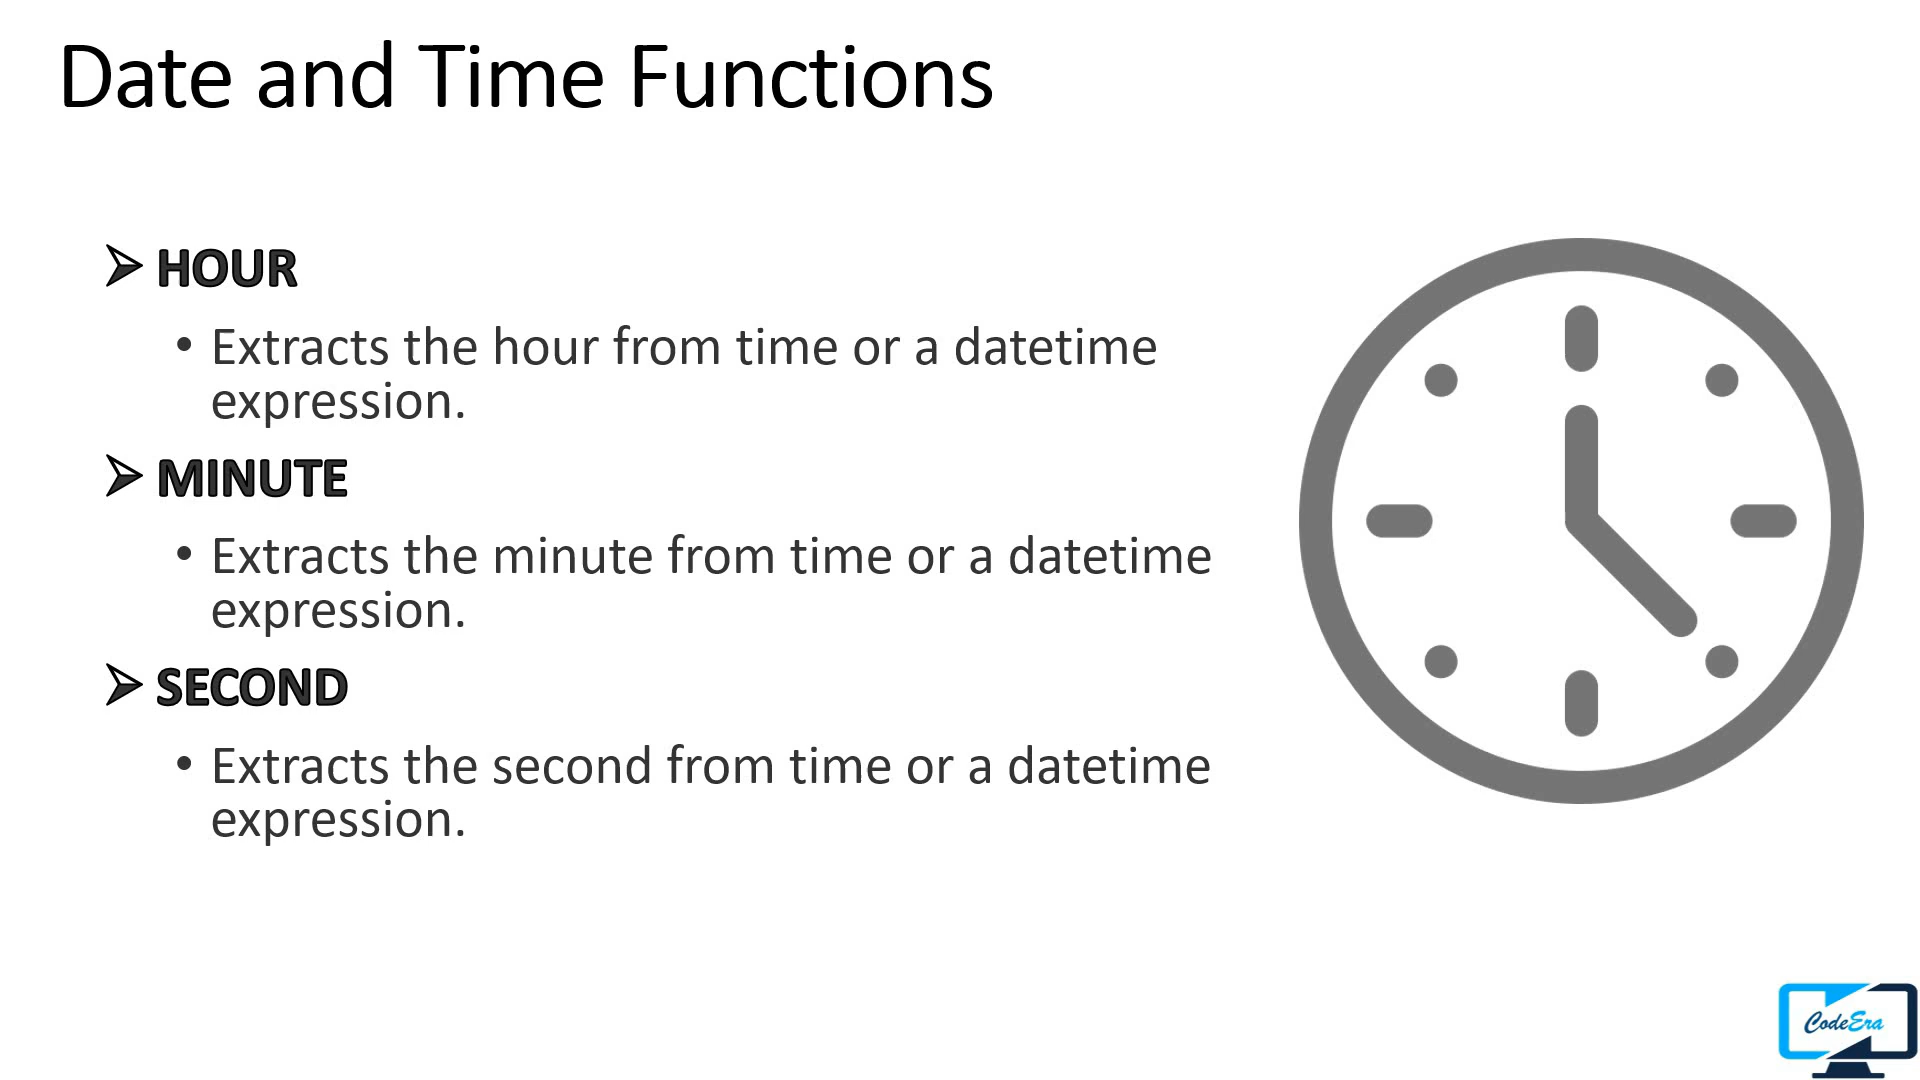 Date and Time Functions
HOUR
• Extracts the hour from time or a datetime
expression.
MINUTE
• Extracts the minute from time or a datetime
expression.
SECOND
• Extracts the second from time or a datetime
expression.
CodeEra